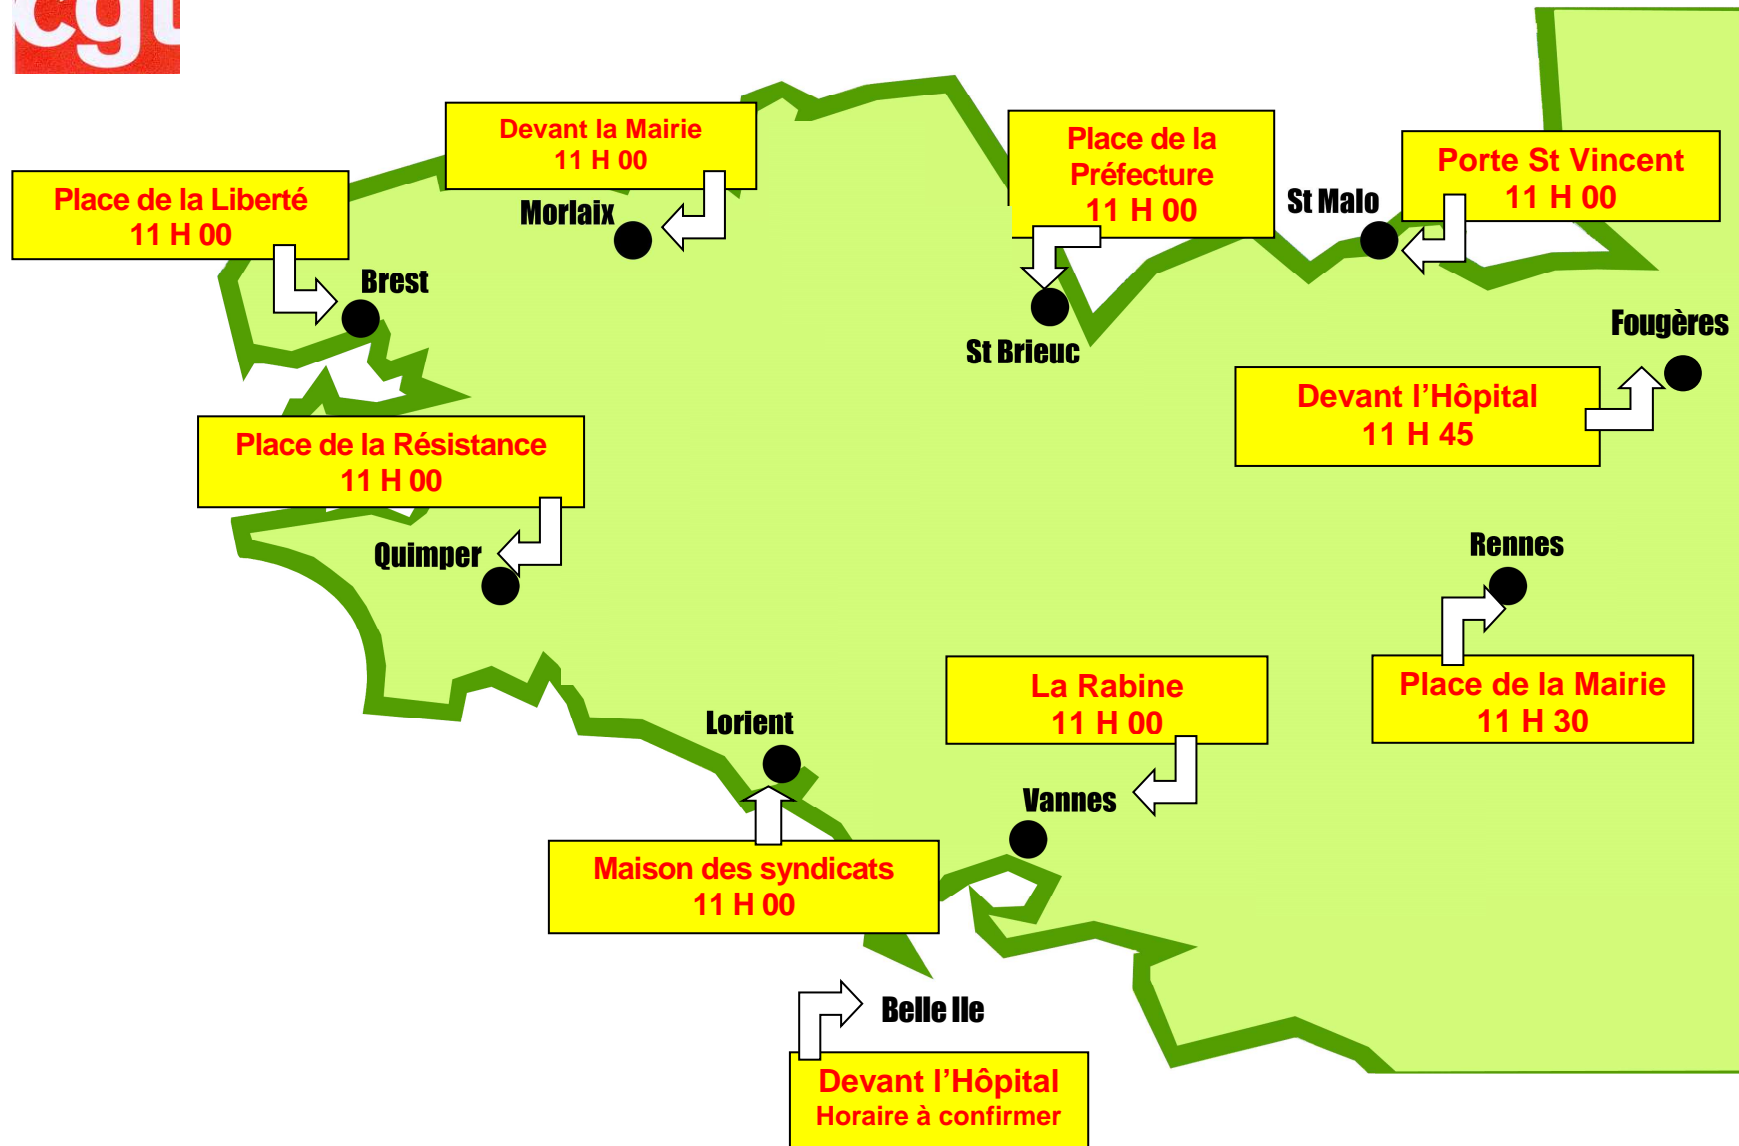 cgt
Devant la Mairie
11 H 00
Morlaix
Place de la Liberté
11 H 00
Brest
Place de la
Préfecture
11 H 00
St Brieuc
Porte St Vincent
11 H 00
St Malo
Fougères
Devant l’Hôpital
11 H 45
Place de la Résistance
11 H 00
Quimper
Rennes
Place de la Mairie
11 H 30
La Rabine
11 H 00
Vannes
Lorient
Maison des syndicats
11 H 00
Belle Ile
Devant l’Hôpital
Horaire à confirmer